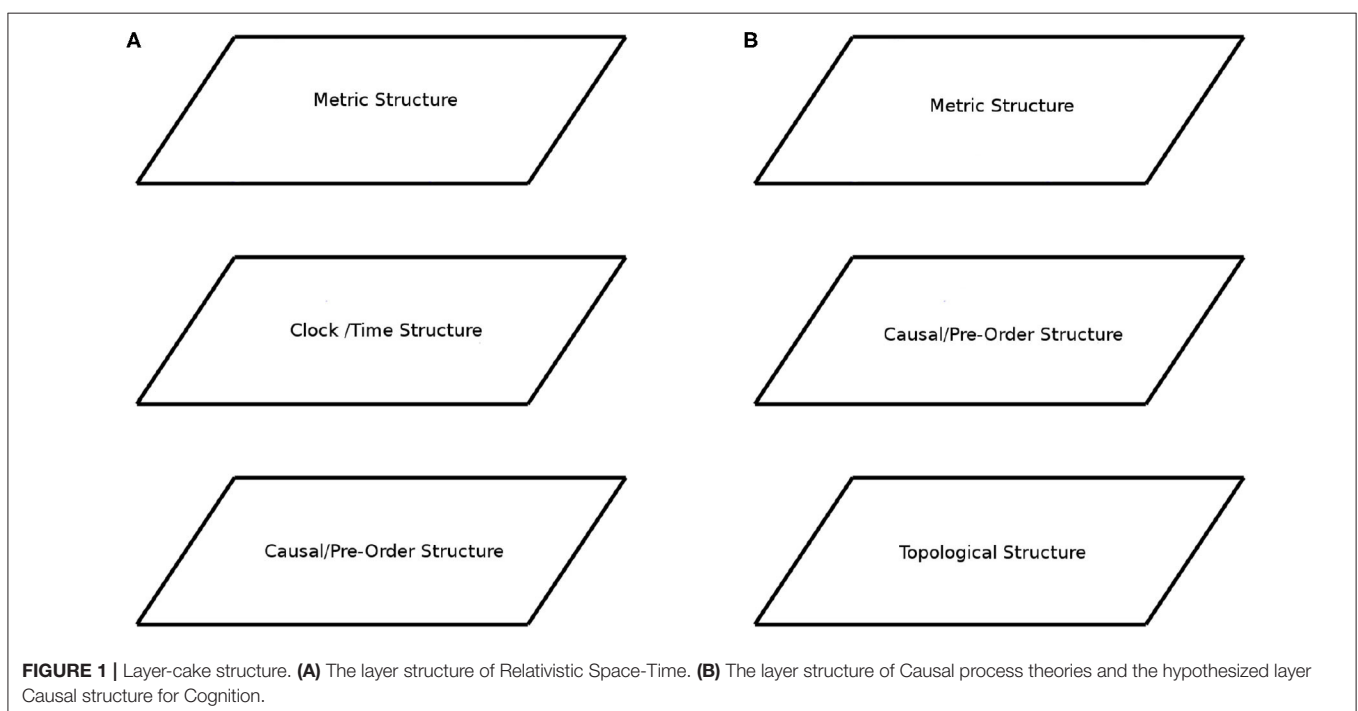 A
Metric Structure
Clock /Time Structure
Causal/Pre-Order Structure
B
Metric Structure
Causal/Pre-Order Structure
Topological Structure
FIGURE 1 | Layer-cake structure. (A) The layer structure of Relativistic Space-Time. (B) The layer structure of Causal process theories and the hypothesized layer
Causal structure for Cognition.